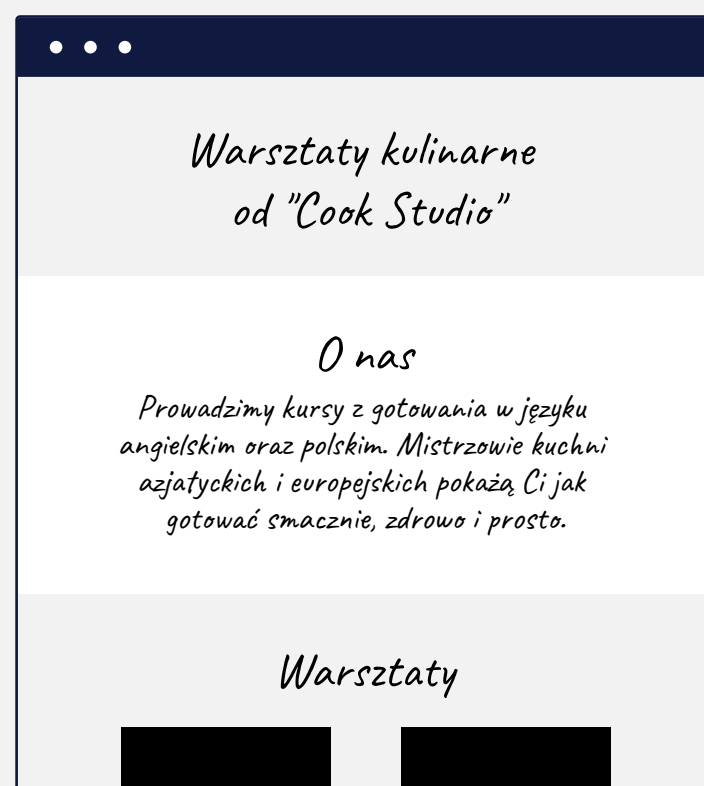 Warsztaty kulinarne
od "Cook Studio"
O nas
Prowadzimy kursy z gotowania w języku
angielskim oraz polskim. Mistrzowie kuchni
azjatyckich i europejskich pokażą Ci jak
gotować smacznie, zdrowo i prosto.
Warsztaty